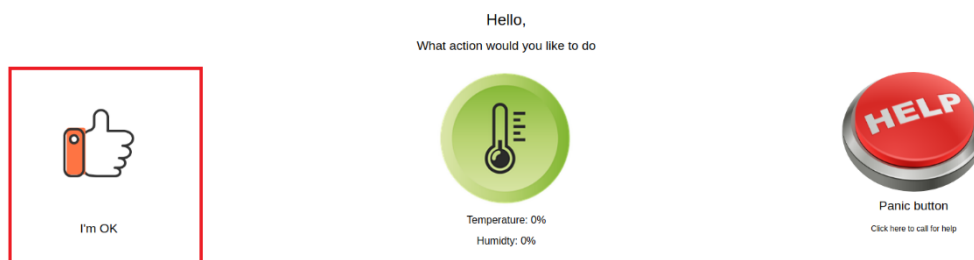 Hello,
What action would you like to do
HELP
I'm OK
Temperature: 0%
Humidty: 0%
Panic button
Click here to call for help